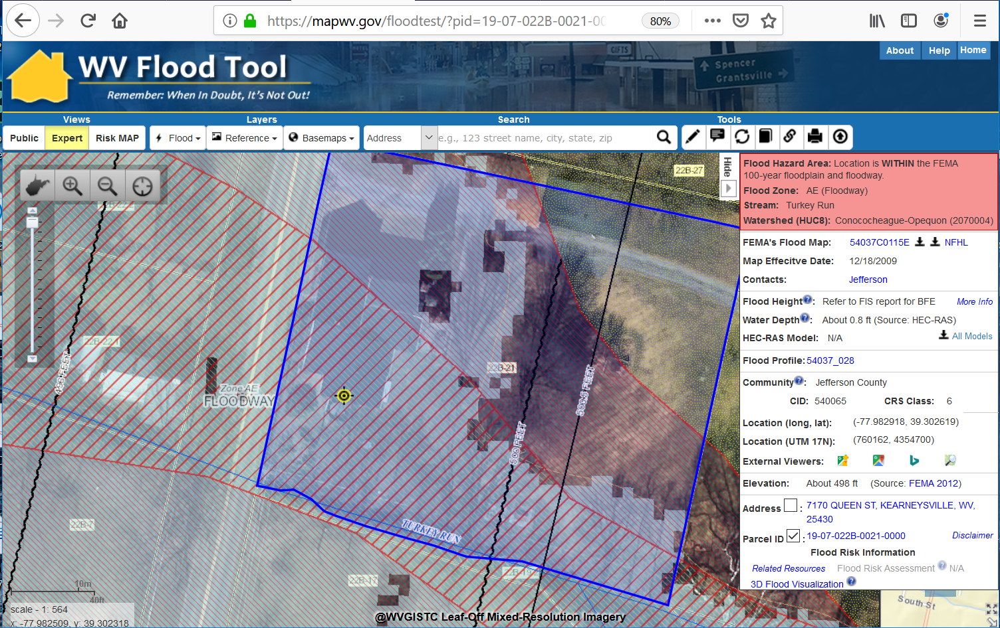 https://mapwv.gov/floodtest/?pid=19-07-022B-0021-00
80%
GIFTS
About Help Home
WV Flood Tool
Spencer
Grantsville
Remember: When In Doubt, It's Not Out!
Views Layers Search Tools
Public Expert Risk MAP Flood Reference Basemaps Address e.g., 123 street name, city, state, zip
Hide
Flood Hazard Area: Location is WITHIN the FEMA
100-year floodplain and floodway.
Flood Zone: AE (Floodway)
Stream: Turkey Run
Watershed (HUC8): Conococheague-Opequon (2070004)
FEMA's Flood Map: 54037C0115E NFHL
Map Effecitve Date: 12/18/2009
Contacts: Jefferson
Flood Height: Refer to FIS report for BFE More Info
Water Depth: About 0.8 ft (Source: HEC-RAS)
HEC-RAS Model: N/A All Models
Flood Profile: 54037_028
Community: Jefferson County
CID: 540065 CRS Class: 6
Location (long, lat): (-77.982918, 39.302619)
Location (UTM 17N): (760162, 4354700)
External Viewers:
Elevation: About 498 ft (Source: FEMA 2012)
Address : 7170 QUEEN ST, KEARNEYSVILLE, WV,
25430
Parcel ID : 19-07-022B-0021-0000 Disclaimer
Flood Risk Information
Related Resources Flood Risk Assessment N/A
3D Flood Visualization
22B-27
22B-22.1
22B-21
Zone AE
FLOODWAY
500.5 FEET
500 FEET
TURKEY RUN
22B-7
22B-17
10m
40ft
scale - 1: 564
x: -77.982509, y: 39.302318
@WVGISTC Leaf-Off Mixed-Resolution Imagery
South St